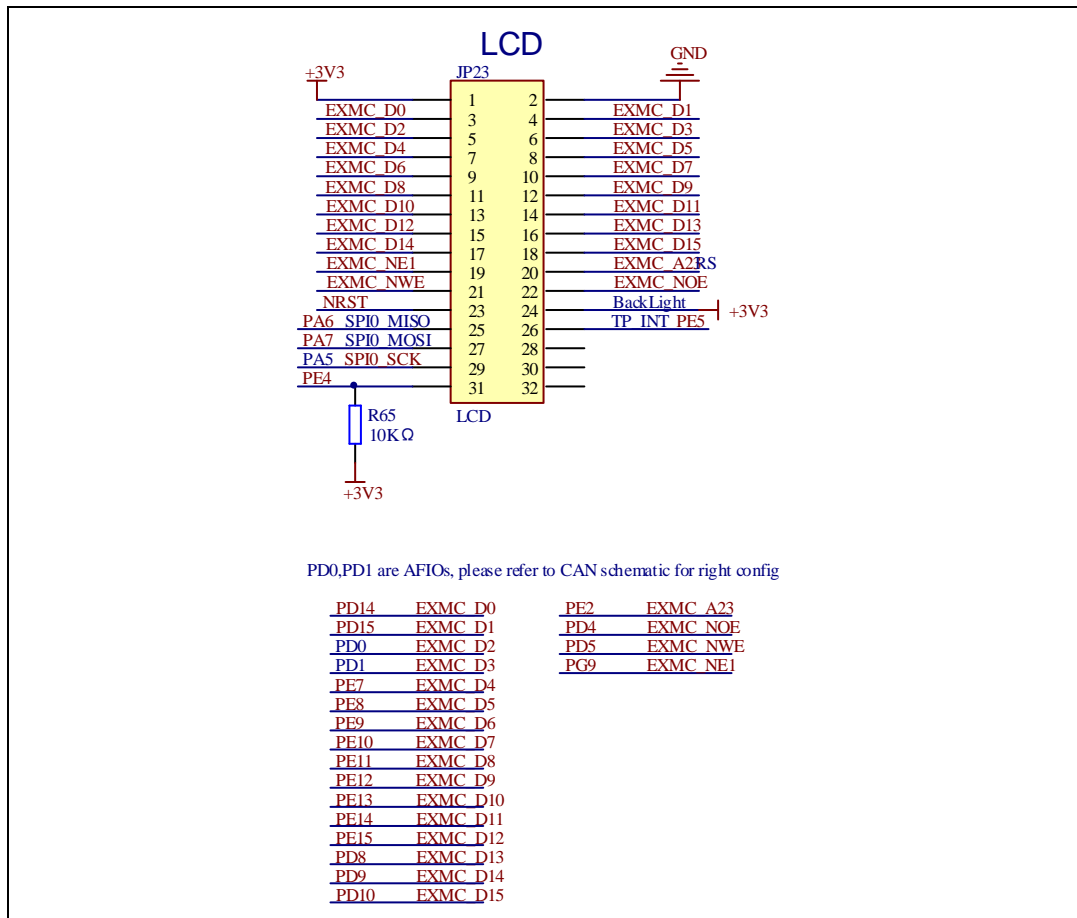 LCD
JP23
+3V3
GND
1 2
EXMC_D0 3 4 EXMC_D1
EXMC_D2 5 6 EXMC_D3
EXMC_D4 7 8 EXMC_D5
EXMC_D6 9 10 EXMC_D7
EXMC_D8 11 12 EXMC_D9
EXMC_D10 13 14 EXMC_D11
EXMC_D12 15 16 EXMC_D13
EXMC_D14 17 18 EXMC_D15
EXMC_NE1 19 20 EXMC_A23 RS
EXMC_NWE 21 22 EXMC_NOE
NRST 23 24 BackLight +3V3
PA6 SPI0_MISO 25 26 TP_INT PE5
PA7 SPI0_MOSI 27 28
PA5 SPI0_SCK 29 30
PE4 31 32
LCD
R65
10KΩ
+3V3
PD0,PD1 are AFIOs, please refer to CAN schematic for right config
PD14 EXMC_D0
PD15 EXMC_D1
PD0 EXMC_D2
PD1 EXMC_D3
PE7 EXMC_D4
PE8 EXMC_D5
PE9 EXMC_D6
PE10 EXMC_D7
PE11 EXMC_D8
PE12 EXMC_D9
PE13 EXMC_D10
PE14 EXMC_D11
PE15 EXMC_D12
PD8 EXMC_D13
PD9 EXMC_D14
PD10 EXMC_D15
PE2 EXMC_A23
PD4 EXMC_NOE
PD5 EXMC_NWE
PG9 EXMC_NE1